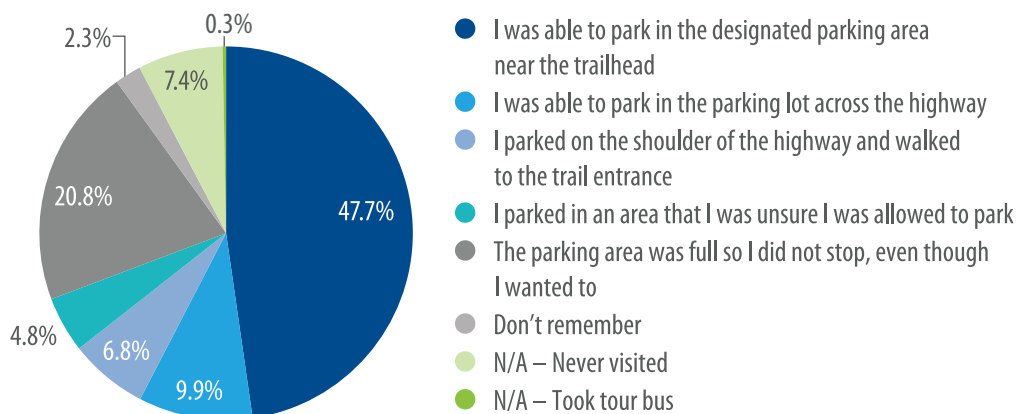 0.3%
2.3%
7.4%
47.7%
20.8%
4.8%
6.8%
9.9%
I was able to park in the designated parking area
near the trailhead
I was able to park in the parking lot across the highway
I parked on the shoulder of the highway and walked
to the trail entrance
I parked in an area that I was unsure I was allowed to park
The parking area was full so I did not stop, even though
I wanted to
Don’t remember
N/A – Never visited
N/A – Took tour bus